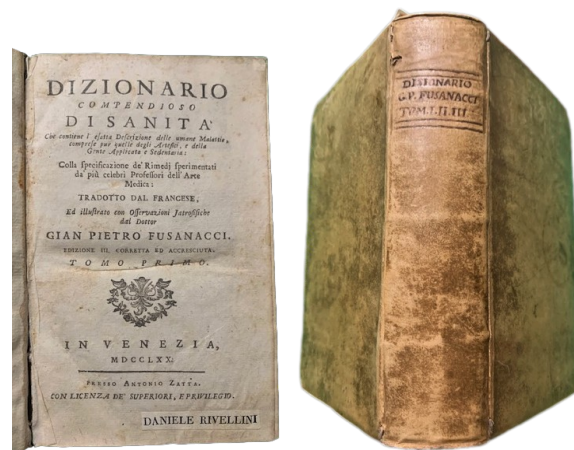 DIZIONARIO
COMPENDIOSO
DI SANITA'
Che contiene l'esatta Descrizione delle umane Malattie,
comprese pur quelle degli Artefici, e della
Gente Applicata e Sedentaria:
Colla specificazione de' Rimedj sperimentati
da' più celebri Professori dell'Arte
Medica:
TRADOTTO DAL FRANCESE,
Ed illustrato con Osservazioni Jatrofisiche
dal Dottor
GIAN PIETRO FUSANACCI.
EDIZIONE III. CORRETTA ED ACCRESCIUTA.
TOMO PRIMO.
IN VENEZIA,
MDCCLXX.
PRESSO ANTONIO ZATTA.
CON LICENZA DE' SUPERIORI, E PRIVILEGIO.
DANIELE RIVELLINI
DISIONARIO
G.P. FUSANACCI
TOM. I. II. III.